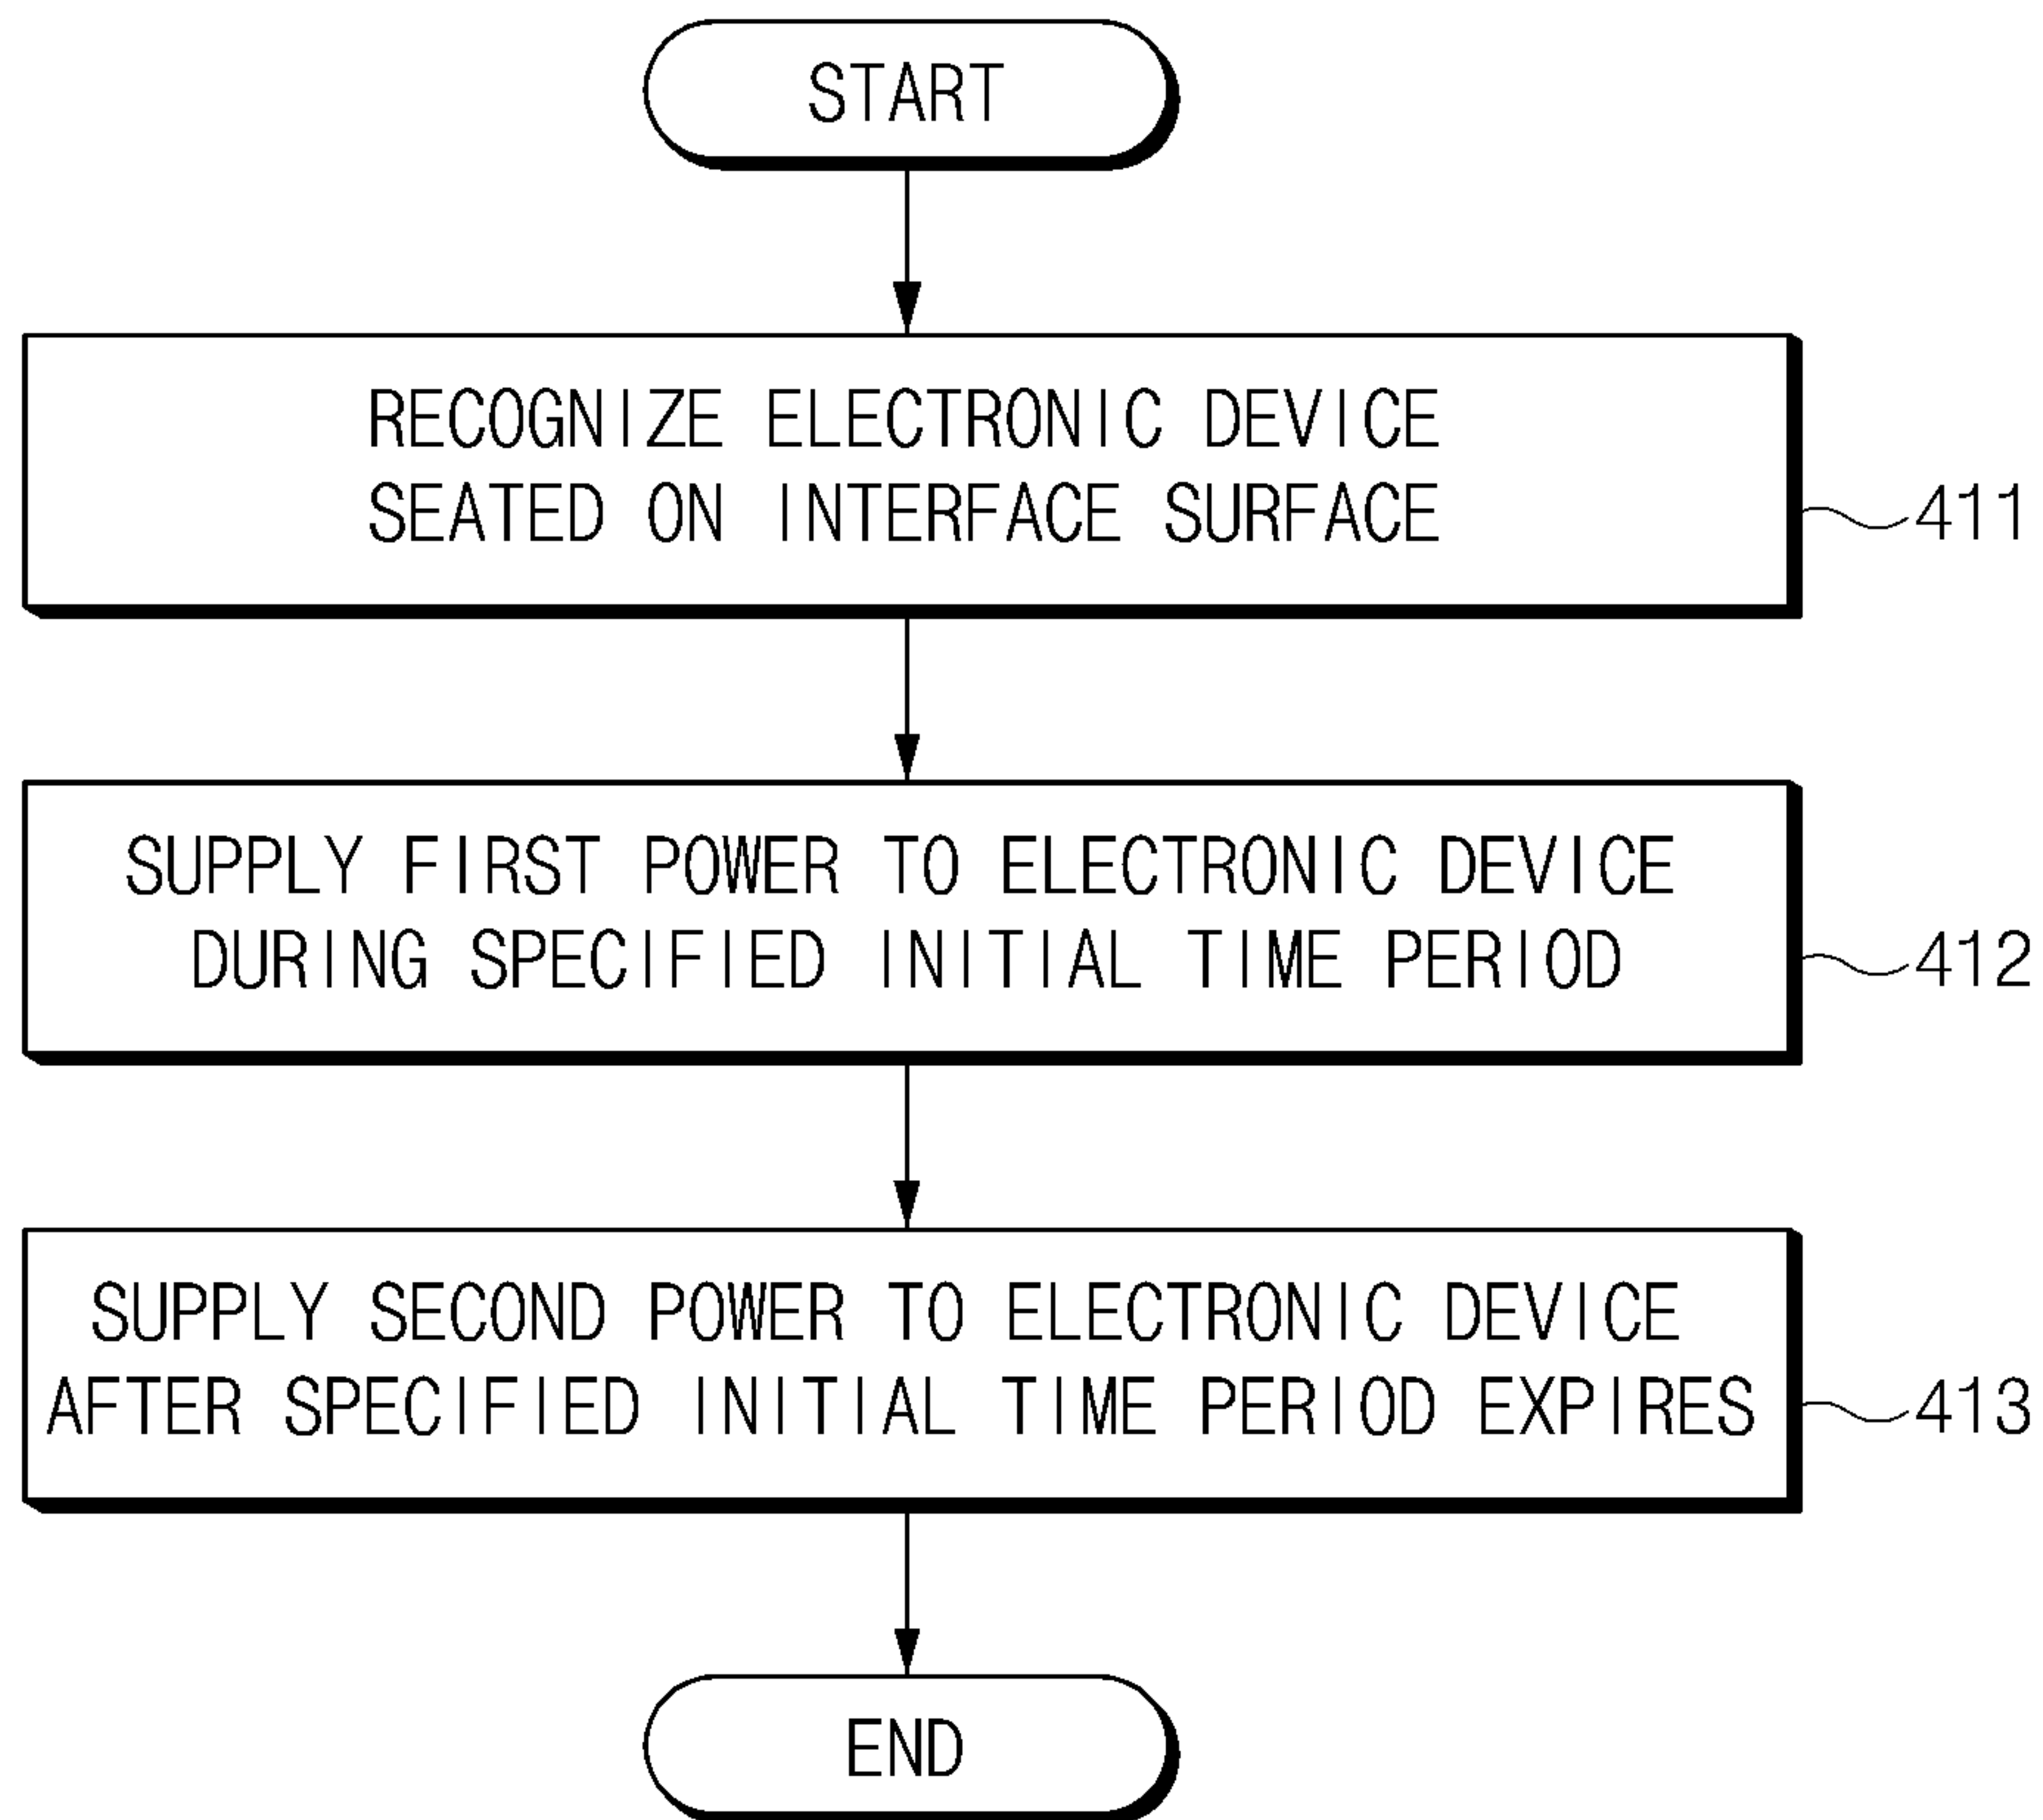 START
RECOGNIZE ELECTRONIC DEVICE
SEATED ON INTERFACE SURFACE
411
SUPPLY FIRST POWER TO ELECTRONIC DEVICE
DURING SPECIFIED INITIAL TIME PERIOD
412
SUPPLY SECOND POWER TO ELECTRONIC DEVICE
AFTER SPECIFIED INITIAL TIME PERIOD EXPIRES
413
END